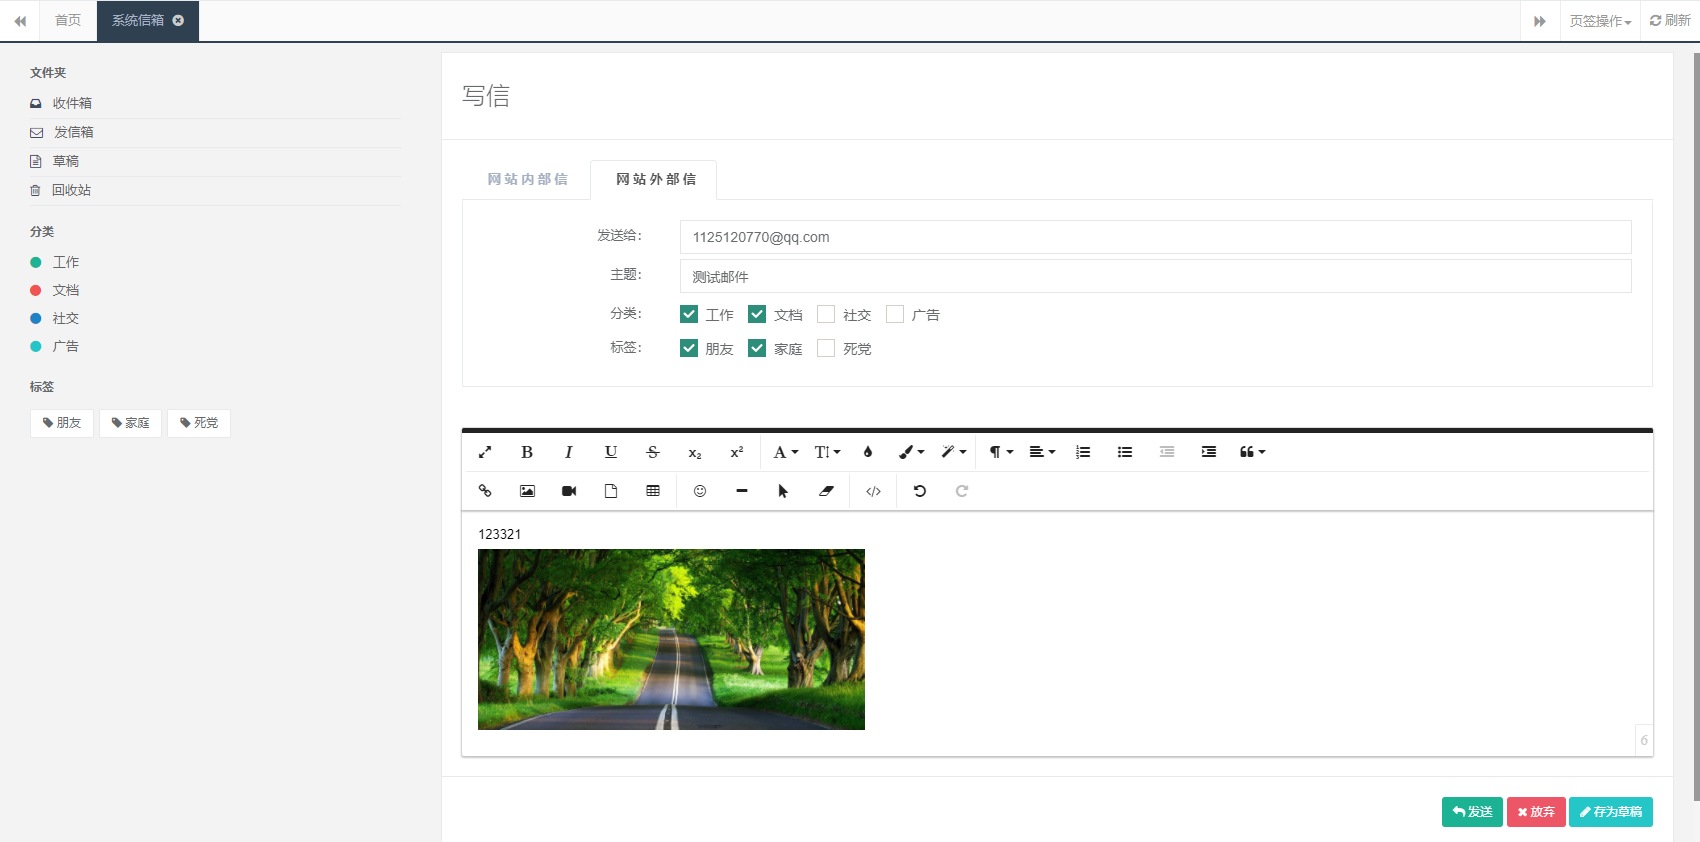 首页
系统信箱
页签操作
刷新
文件夹
收件箱
发信箱
草稿
回收站
分类
工作
文档
社交
广告
标签
朋友
家庭
死党
写信
网站内部信
网站外部信
发送给：
1125120770@qq.com
主题：
测试邮件
分类：
工作 文档 社交 广告
标签：
朋友 家庭 死党
B I U S x₂ x² A T
123321
6
发送 放弃 存为草稿